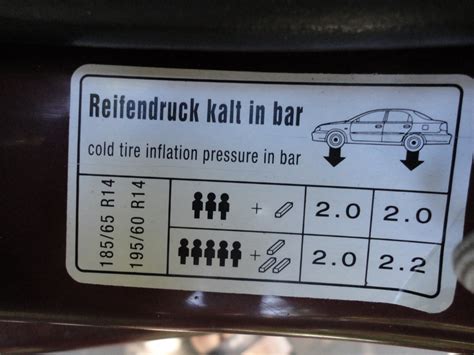 Reifendruck kalt in bar
cold tire inflation pressure in bar
185/65 R14
195/60 R14
+ 2.0 2.0
+ 2.0 2.2